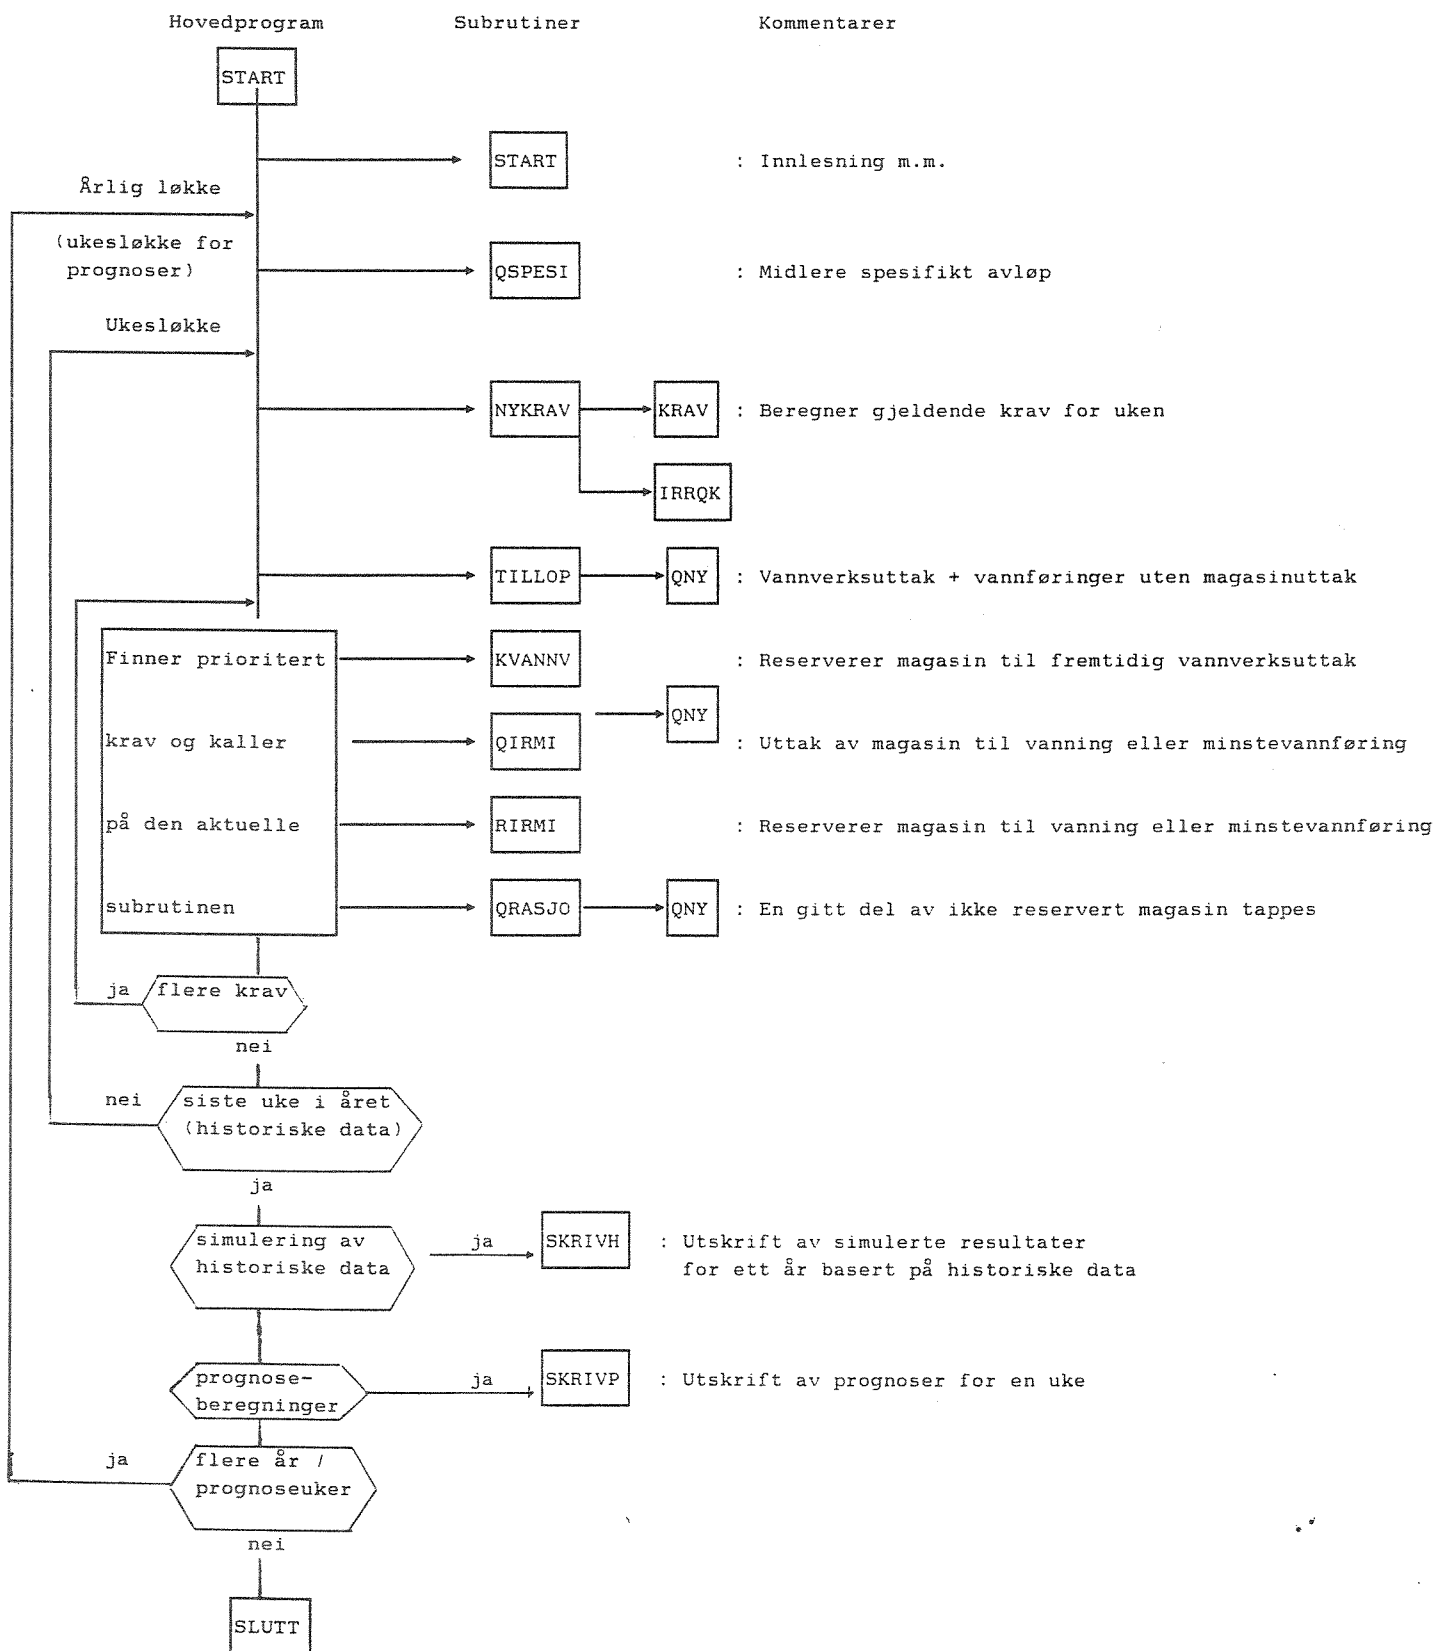 Hovedprogram Subrutiner Kommentarer
START
START : Innlesning m.m.
Årlig løkke
(ukesløkke for
prognoser)
QSPESI : Midlere spesifikt avløp
Ukesløkke
NYKRAV KRAV : Beregner gjeldende krav for uken
IRRQK
TILLOP QNY : Vannverksuttak + vannføringer uten magasinuttak
Finner prioritert KVANNV : Reserverer magasin til fremtidig vannverksuttak
QNY
krav og kaller QIRMI : Uttak av magasin til vanning eller minstevannføring
på den aktuelle RIRMI : Reserverer magasin til vanning eller minstevannføring
subrutinen QRASJO QNY : En gitt del av ikke reservert magasin tappes
ja flere krav
nei
nei siste uke i året
(historiske data)
ja
simulering av ja SKRIVH : Utskrift av simulerte resultater
historiske data for ett år basert på historiske data
prognose- ja SKRIVP : Utskrift av prognoser for en uke
beregninger
ja flere år /
prognoseuker
nei
SLUTT